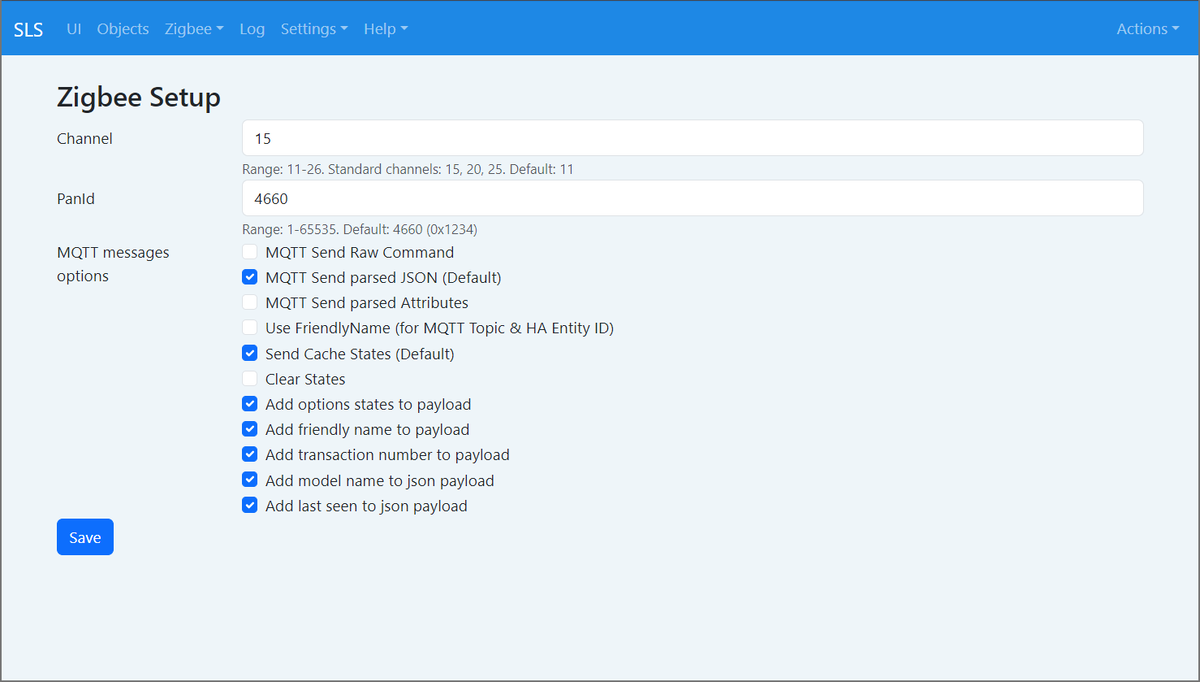 SLS UI Objects Zigbee Log Settings Help Actions
Zigbee Setup
Channel 15
Range: 11-26. Standard channels: 15, 20, 25. Default: 11
PanId 4660
Range: 1-65535. Default: 4660 (0x1234)
MQTT messages options
MQTT Send Raw Command
MQTT Send parsed JSON (Default)
MQTT Send parsed Attributes
Use FriendlyName (for MQTT Topic & HA Entity ID)
Send Cache States (Default)
Clear States
Add options states to payload
Add friendly name to payload
Add transaction number to payload
Add model name to json payload
Add last seen to json payload
Save